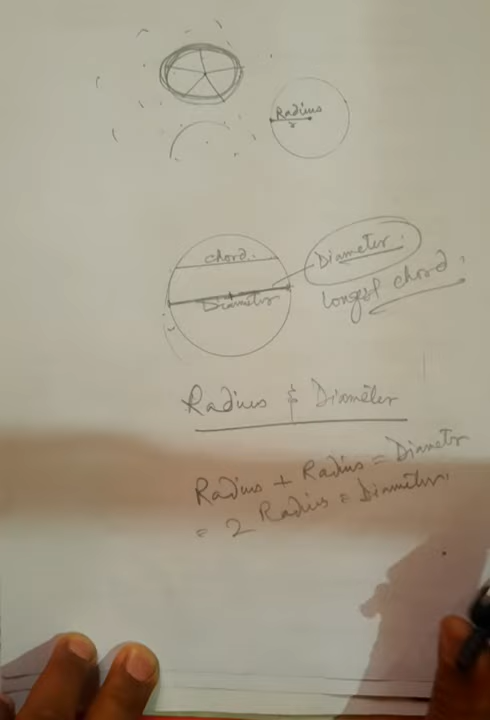 Radius
r
chord.
Diameter
Diameter.
longest chord.
Radius & Diameter
Radius + Radius = Diameter
= 2 Radius = Diameter.